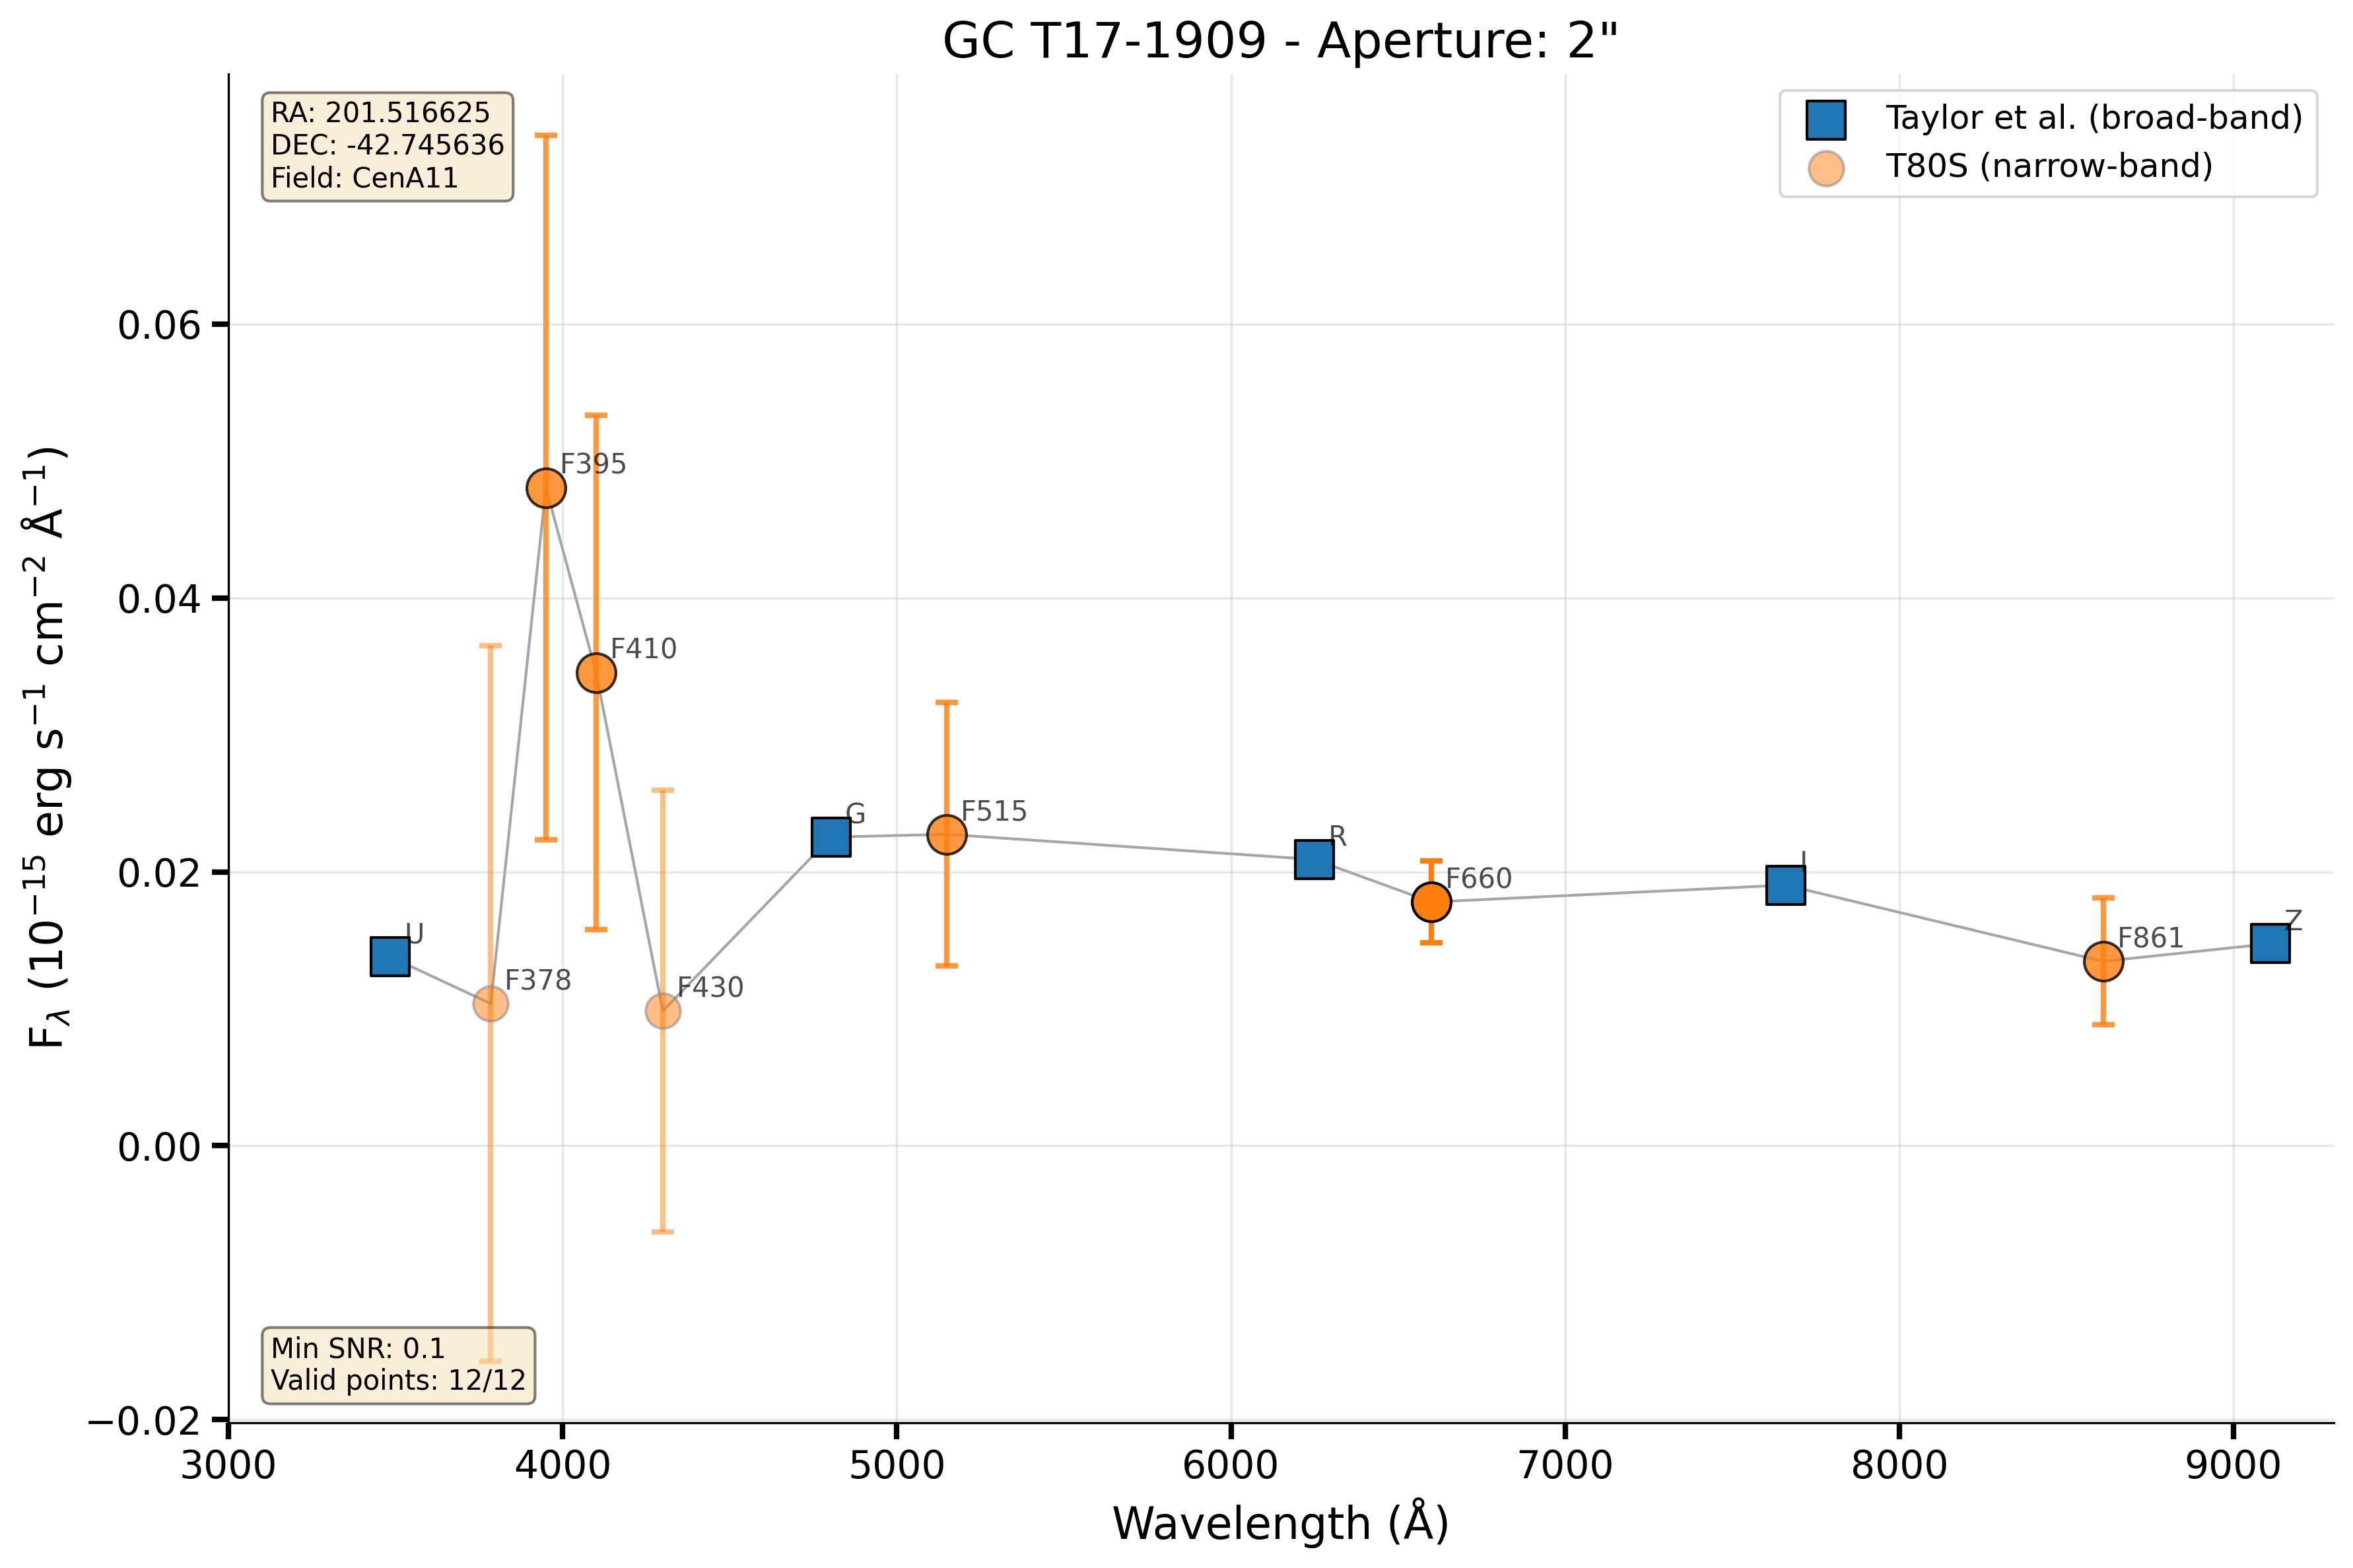 GC T17-1909 - Aperture: 2"
RA: 201.516625
DEC: -42.745636
Field: CenA11
Taylor et al. (broad-band)
T80S (narrow-band)
F395
F410
G
F515
R
F660
I
U
F378
F430
F861
Z
Min SNR: 0.1
Valid points: 12/12
0.06
0.04
0.02
0.00
−0.02
3000 4000 5000 6000 7000 8000 9000
Wavelength (Å)
Fλ (10⁻¹⁵ erg s⁻¹ cm⁻² Å⁻¹)